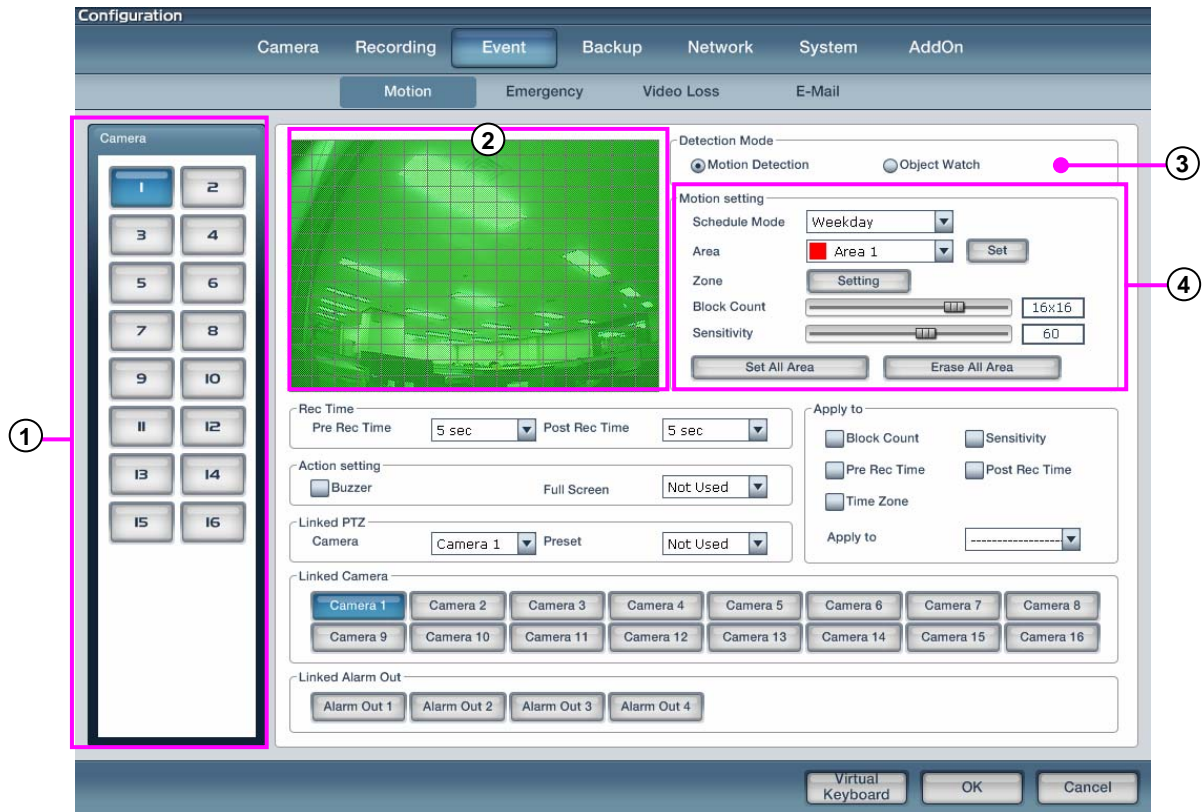 Configuration
Camera Recording Event Backup Network System AddOn
Motion Emergency Video Loss E-Mail
Camera
1 2
3 4
5 6
7 8
9 10
11 12
13 14
15 16
1
2
Detection Mode
Motion Detection Object Watch
3
Motion setting
Schedule Mode Weekday
Area Area 1 Set
Zone Setting
Block Count 16x16
Sensitivity 60
Set All Area Erase All Area
4
Rec Time
Pre Rec Time 5 sec Post Rec Time 5 sec
Action setting
Buzzer Full Screen Not Used
Linked PTZ
Camera Camera 1 Preset Not Used
Apply to
Block Count Sensitivity
Pre Rec Time Post Rec Time
Time Zone
Apply to ------------------
Linked Camera
Camera 1 Camera 2 Camera 3 Camera 4 Camera 5 Camera 6 Camera 7 Camera 8
Camera 9 Camera 10 Camera 11 Camera 12 Camera 13 Camera 14 Camera 15 Camera 16
Linked Alarm Out
Alarm Out 1 Alarm Out 2 Alarm Out 3 Alarm Out 4
Virtual
Keyboard
OK Cancel